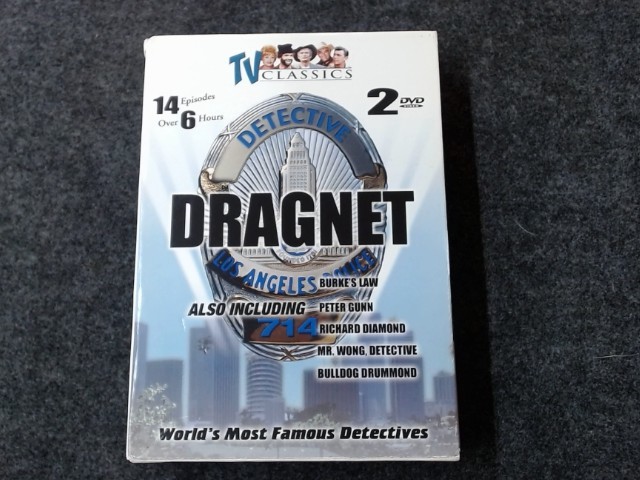 TV CLASSICS
14 Episodes
Over 6 Hours
2 DVD
VIDEO
DETECTIVE
DRAGNET
LOS ANGELES POLICE
BURKE'S LAW
ALSO INCLUDING
PETER GUNN
714
RICHARD DIAMOND
MR. WONG, DETECTIVE
BULLDOG DRUMMOND
World's Most Famous Detectives